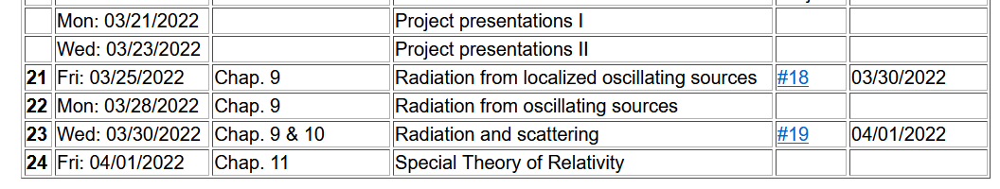 Mon: 03/21/2022 Project presentations I
Wed: 03/23/2022 Project presentations II
21 Fri: 03/25/2022 Chap. 9 Radiation from localized oscillating sources #18 03/30/2022
22 Mon: 03/28/2022 Chap. 9 Radiation from oscillating sources
23 Wed: 03/30/2022 Chap. 9 & 10 Radiation and scattering #19 04/01/2022
24 Fri: 04/01/2022 Chap. 11 Special Theory of Relativity